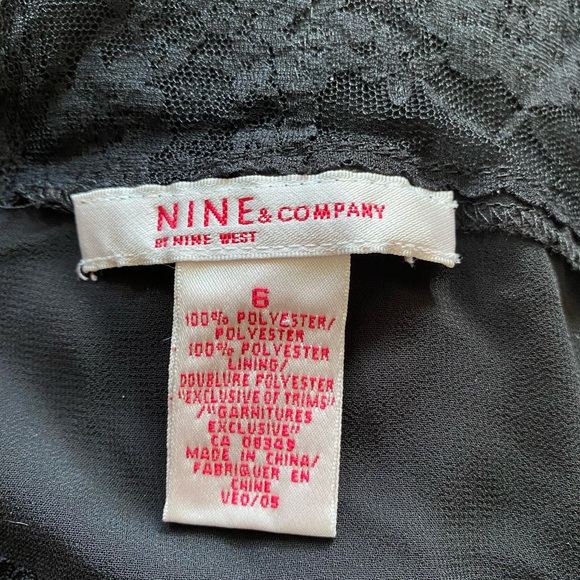 NINE & COMPANY
BY NINE WEST
6
100% POLYESTER/
POLYESTER
100% POLYESTER
LINING/
DOUBLURE POLYESTER
"EXCLUSIVE OF TRIMS"
/"GARNITURES
EXCLUSIVE"
CA 08349
MADE IN CHINA/
FABRIQUER EN
CHINE
VEO/05